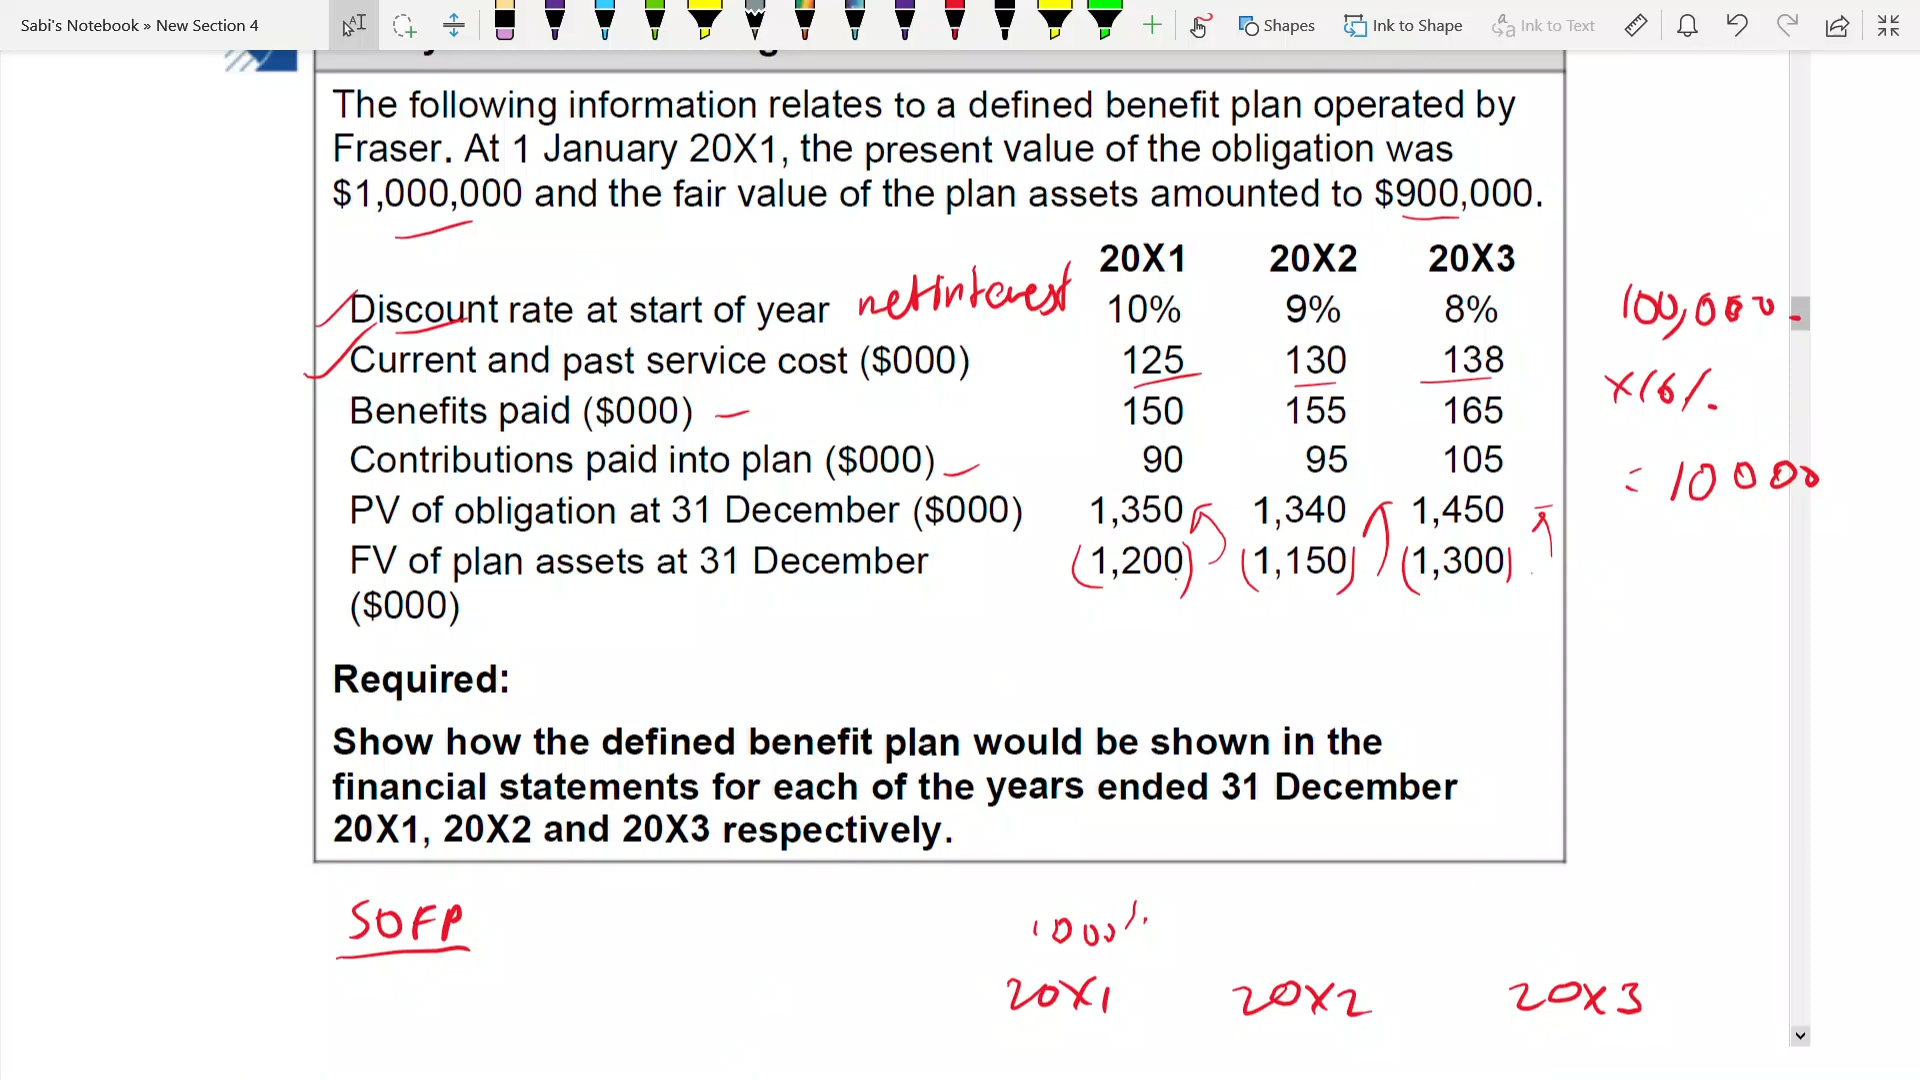 Sabi's Notebook » New Section 4
Shapes
Ink to Shape
Ink to Text
The following information relates to a defined benefit plan operated by
Fraser. At 1 January 20X1, the present value of the obligation was
$1,000,000 and the fair value of the plan assets amounted to $900,000.
20X1 20X2 20X3
Discount rate at start of year net interest 10% 9% 8%
100,000
Current and past service cost ($000) 125 130 138
x10%
Benefits paid ($000) 150 155 165
Contributions paid into plan ($000) 90 95 105
= 10000
PV of obligation at 31 December ($000) 1,350 1,340 1,450
FV of plan assets at 31 December (1,200) (1,150) (1,300)
($000)
Required:
Show how the defined benefit plan would be shown in the
financial statements for each of the years ended 31 December
20X1, 20X2 and 20X3 respectively.
SOFP
20X1 20X2 20X3